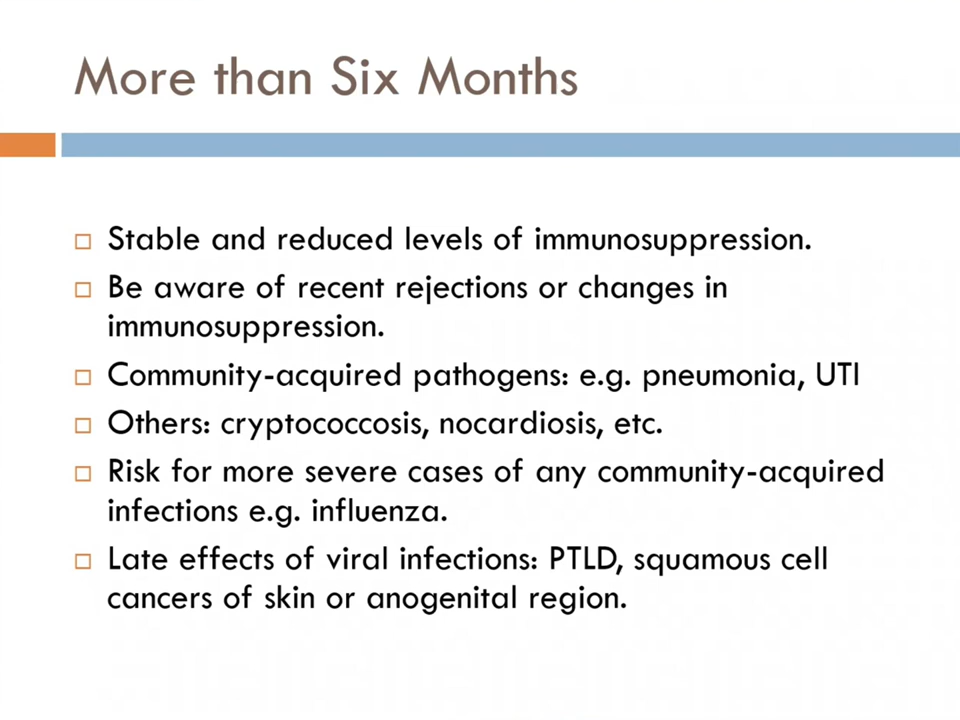 More than Six Months
Stable and reduced levels of immunosuppression.
Be aware of recent rejections or changes in
immunosuppression.
Community-acquired pathogens: e.g. pneumonia, UTI
Others: cryptococcosis, nocardiosis, etc.
Risk for more severe cases of any community-acquired
infections e.g. influenza.
Late effects of viral infections: PTLD, squamous cell
cancers of skin or anogenital region.